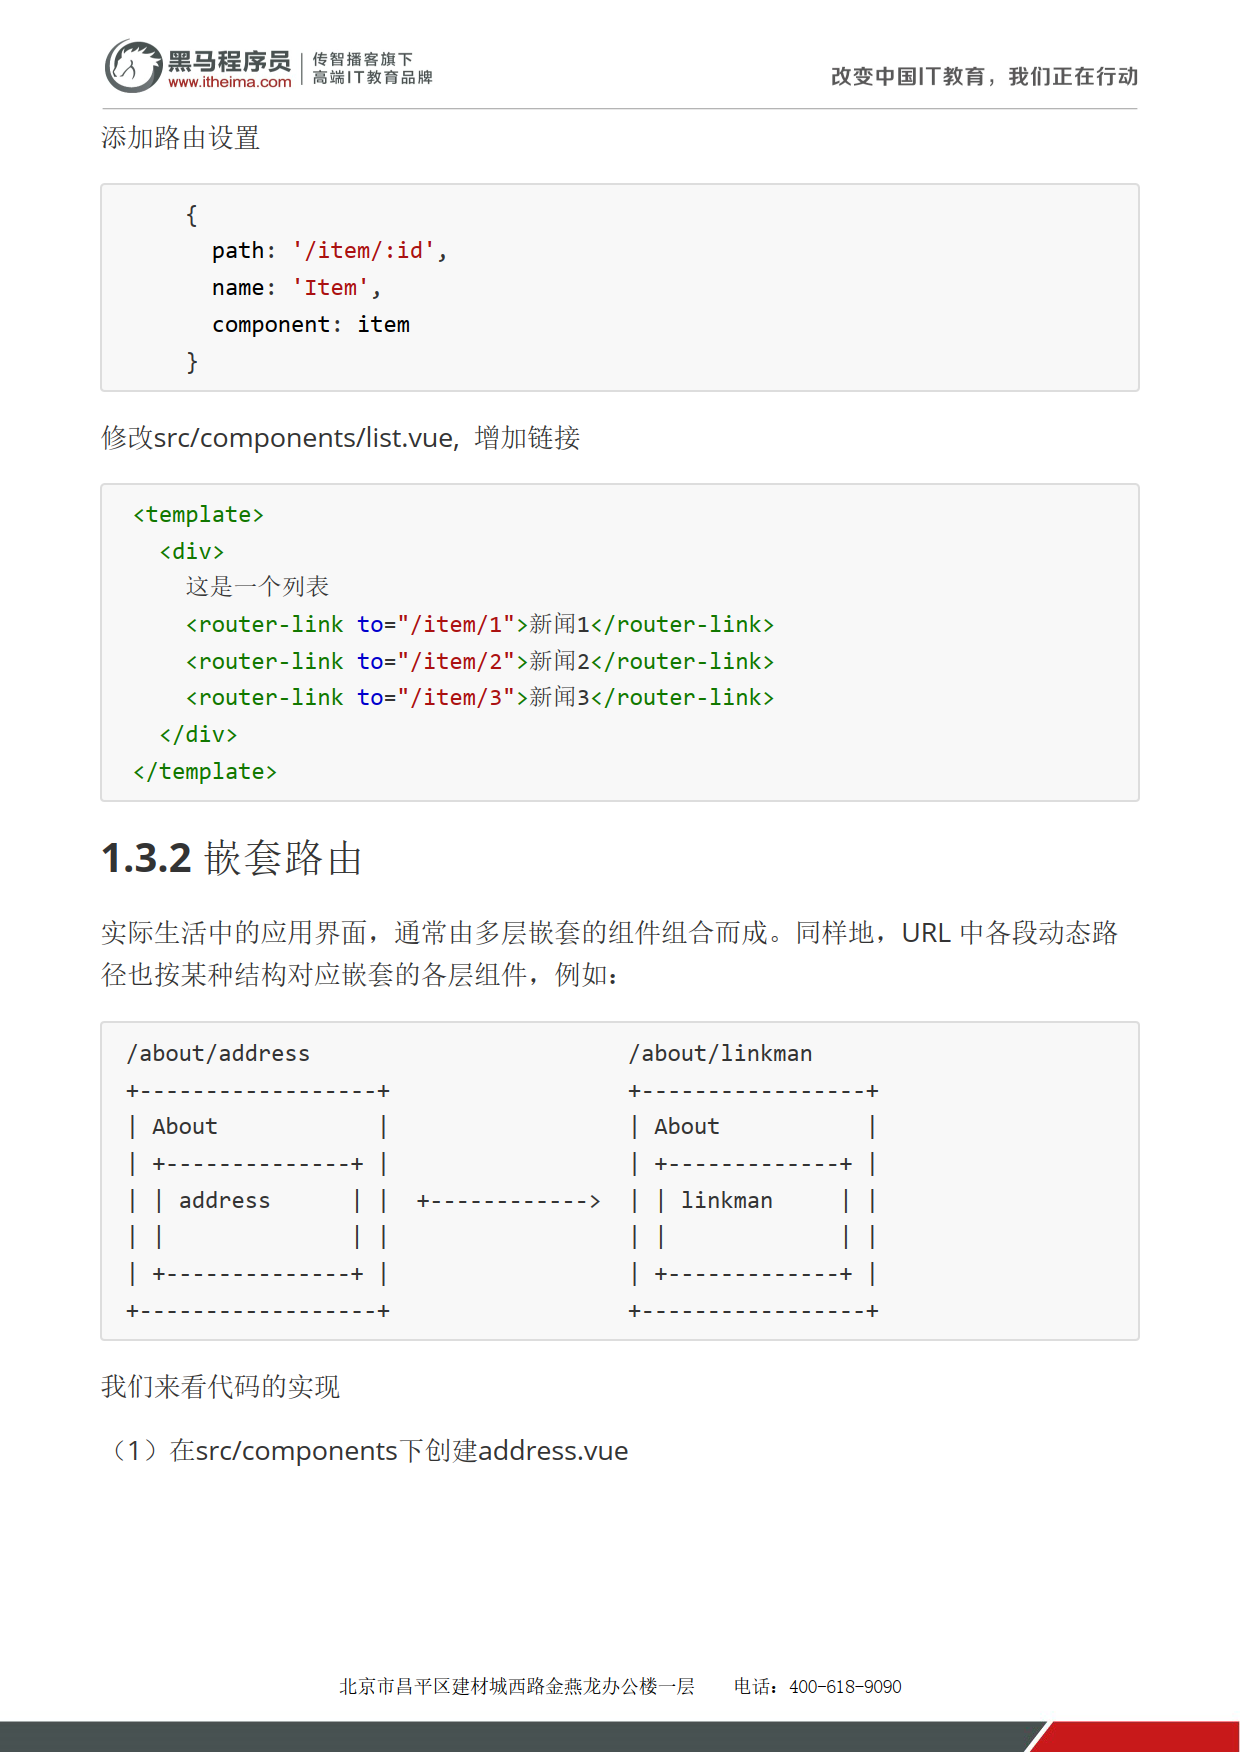 黑马程序员
www.itheima.com
传智播客旗下
高端IT教育品牌
改变中国IT教育，我们正在行动
添加路由设置
{
  path: '/item/:id',
  name: 'Item',
  component: item
}
修改src/components/list.vue, 增加链接
<template>
  <div>
    这是一个列表
    <router-link to="/item/1">新闻1</router-link>
    <router-link to="/item/2">新闻2</router-link>
    <router-link to="/item/3">新闻3</router-link>
  </div>
</template>
1.3.2 嵌套路由
实际生活中的应用界面，通常由多层嵌套的组件组合而成。同样地，URL 中各段动态路
径也按某种结构对应嵌套的各层组件，例如：
/about/address                        /about/linkman
+------------------+                  +-----------------+
| About            |                  | About           |
| +--------------+ |                  | +-------------+ |
| | address      | |  +------------>  | | linkman     | |
| |              | |                  | |             | |
| +--------------+ |                  | +-------------+ |
+------------------+                  +-----------------+
我们来看代码的实现
（1）在src/components下创建address.vue
北京市昌平区建材城西路金燕龙办公楼一层    电话：400-618-9090